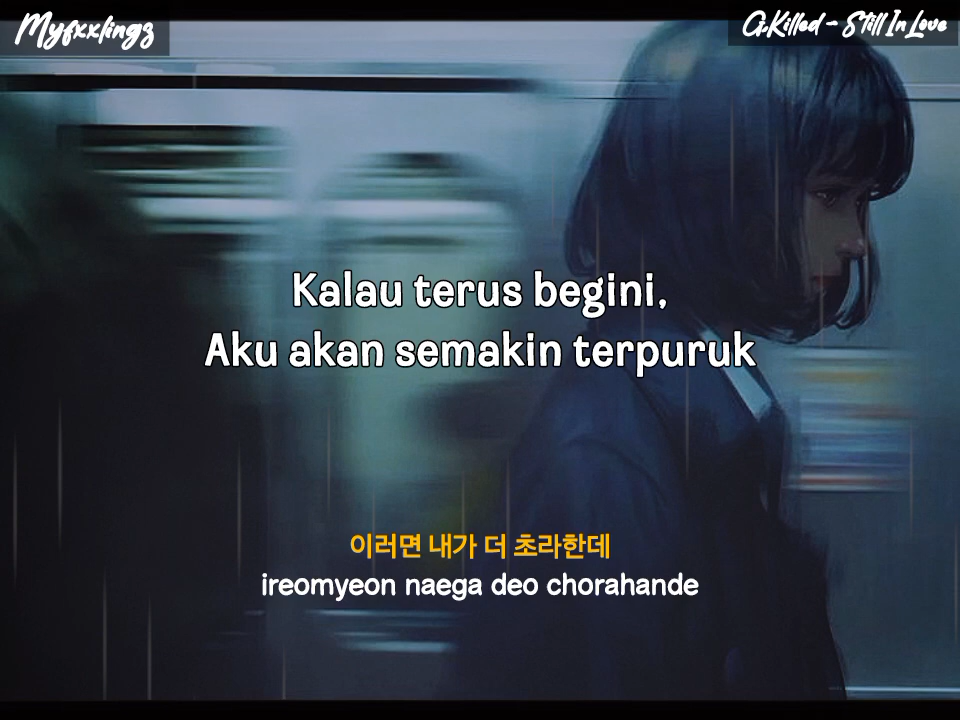 Myfxxlingz
G.Killed - Still In Love
Kalau terus begini,
Aku akan semakin terpuruk
이러면 내가 더 초라한데
ireomyeon naega deo chorahande